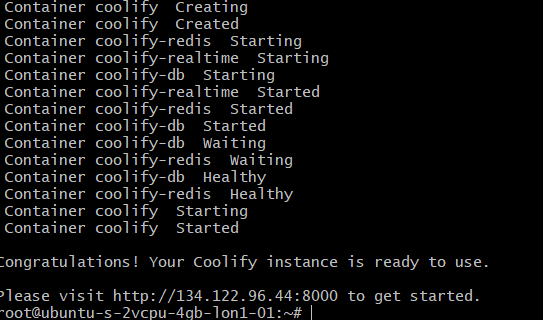 Container coolify  Creating
Container coolify  Created
Container coolify-redis  Starting
Container coolify-realtime  Starting
Container coolify-db  Starting
Container coolify-realtime  Started
Container coolify-redis  Started
Container coolify-db  Started
Container coolify-db  Waiting
Container coolify-redis  Waiting
Container coolify-db  Healthy
Container coolify-redis  Healthy
Container coolify  Starting
Container coolify  Started
Congratulations! Your Coolify instance is ready to use.
Please visit http://134.122.96.44:8000 to get started.
root@ubuntu-s-2vcpu-4gb-lon1-01:~#